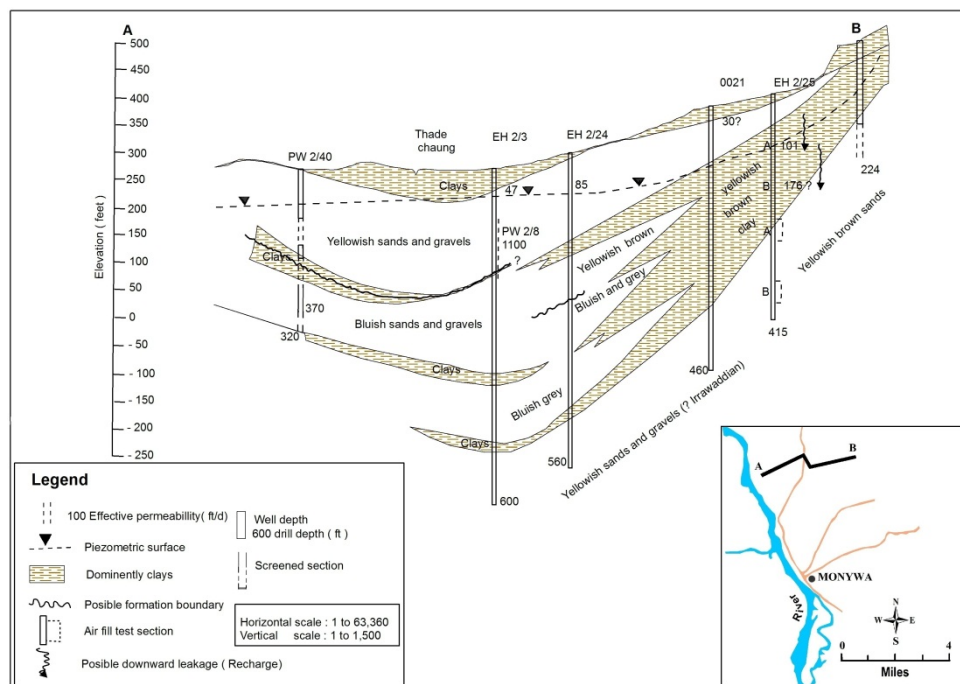 A
B
500
450
400
350
300
250
200
150
100
50
0
- 50
- 100
- 150
- 200
- 250
Elevation ( feet )
PW 2/40
Thade
chaung
EH 2/3
EH 2/24
0021
EH 2/25
30?
Clays
47
85
A
101
B
176 ?
224
yellowish
brown
clay
A
B
Yellowish sands and gravels
PW 2/8
1100
?
Clays
Yellowish brown
Bluish and grey
Yellowish brown sands
370
320
Bluish sands and gravels
415
Clays
Bluish grey
460
Yellowish sands and gravels (? Irrawaddian)
Clays
560
600
Legend
100 Effective permeabillity( ft/d)
Piezometric surface
Dominently clays
Posible formation boundary
Air fill test section
Posible downward leakage ( Recharge)
Well depth
600 drill depth ( ft )
Screened section
Horizontal scale : 1 to 63,360
Vertical scale : 1 to 1,500
A
B
MONYWA
River
N
W E
S
0 4
Miles